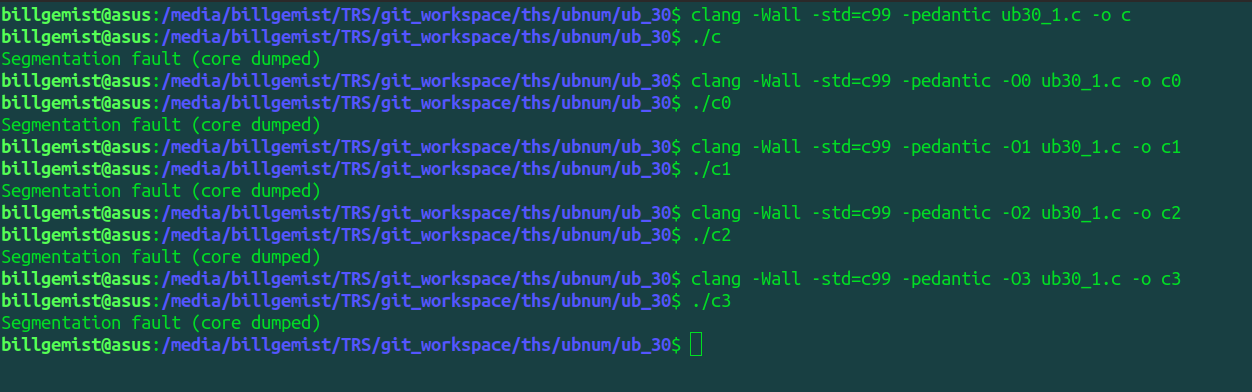 billgemist@asus:/media/billgemist/TRS/git_workspace/ths/ubnum/ub_30$ clang -Wall -std=c99 -pedantic ub30_1.c -o c
billgemist@asus:/media/billgemist/TRS/git_workspace/ths/ubnum/ub_30$ ./c
Segmentation fault (core dumped)
billgemist@asus:/media/billgemist/TRS/git_workspace/ths/ubnum/ub_30$ clang -Wall -std=c99 -pedantic -O0 ub30_1.c -o c0
billgemist@asus:/media/billgemist/TRS/git_workspace/ths/ubnum/ub_30$ ./c0
Segmentation fault (core dumped)
billgemist@asus:/media/billgemist/TRS/git_workspace/ths/ubnum/ub_30$ clang -Wall -std=c99 -pedantic -O1 ub30_1.c -o c1
billgemist@asus:/media/billgemist/TRS/git_workspace/ths/ubnum/ub_30$ ./c1
Segmentation fault (core dumped)
billgemist@asus:/media/billgemist/TRS/git_workspace/ths/ubnum/ub_30$ clang -Wall -std=c99 -pedantic -O2 ub30_1.c -o c2
billgemist@asus:/media/billgemist/TRS/git_workspace/ths/ubnum/ub_30$ ./c2
Segmentation fault (core dumped)
billgemist@asus:/media/billgemist/TRS/git_workspace/ths/ubnum/ub_30$ clang -Wall -std=c99 -pedantic -O3 ub30_1.c -o c3
billgemist@asus:/media/billgemist/TRS/git_workspace/ths/ubnum/ub_30$ ./c3
Segmentation fault (core dumped)
billgemist@asus:/media/billgemist/TRS/git_workspace/ths/ubnum/ub_30$